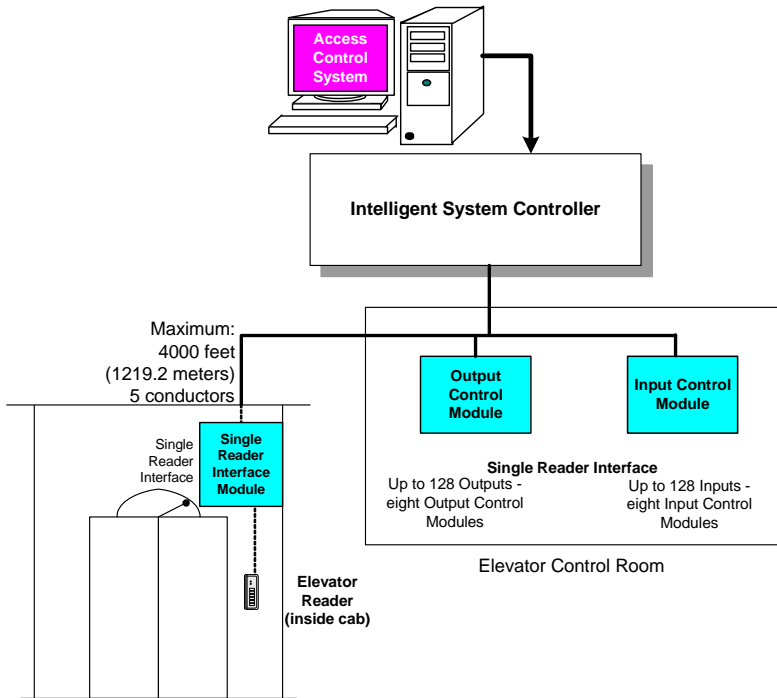 Access
Control
System
Intelligent System Controller
Maximum:
4000 feet
(1219.2 meters)
5 conductors
Output
Control
Module
Input Control
Module
Single
Reader
Interface
Single
Reader
Interface
Module
Single Reader Interface
Up to 128 Outputs -
eight Output Control
Modules
Up to 128 Inputs -
eight Input Control
Modules
Elevator Control Room
Elevator
Reader
(inside cab)